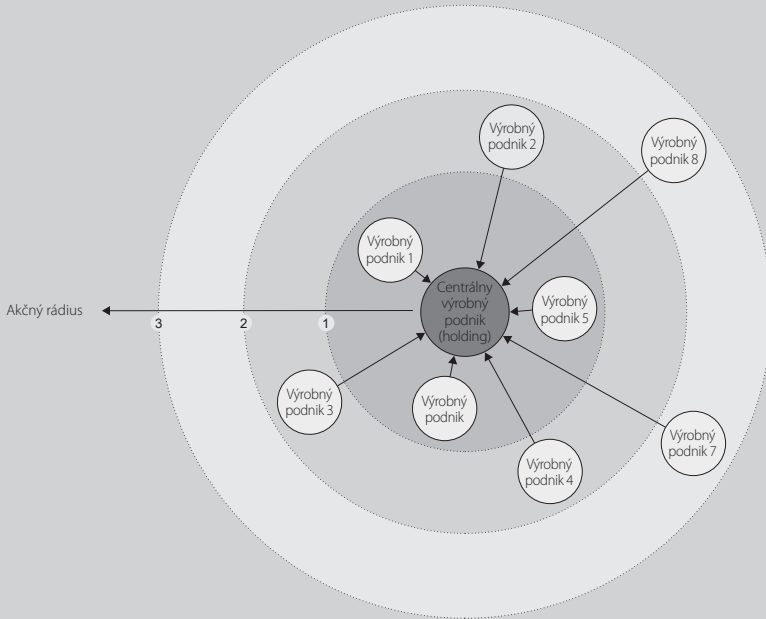 Výrobný
podnik 2
Výrobný
podnik 8
Výrobný
podnik 1
Centrálny
výrobný
podnik
(holding)
Výrobný
podnik 5
Akčný rádius
3
2
1
Výrobný
podnik 3
Výrobný
podnik
Výrobný
podnik 7
Výrobný
podnik 4